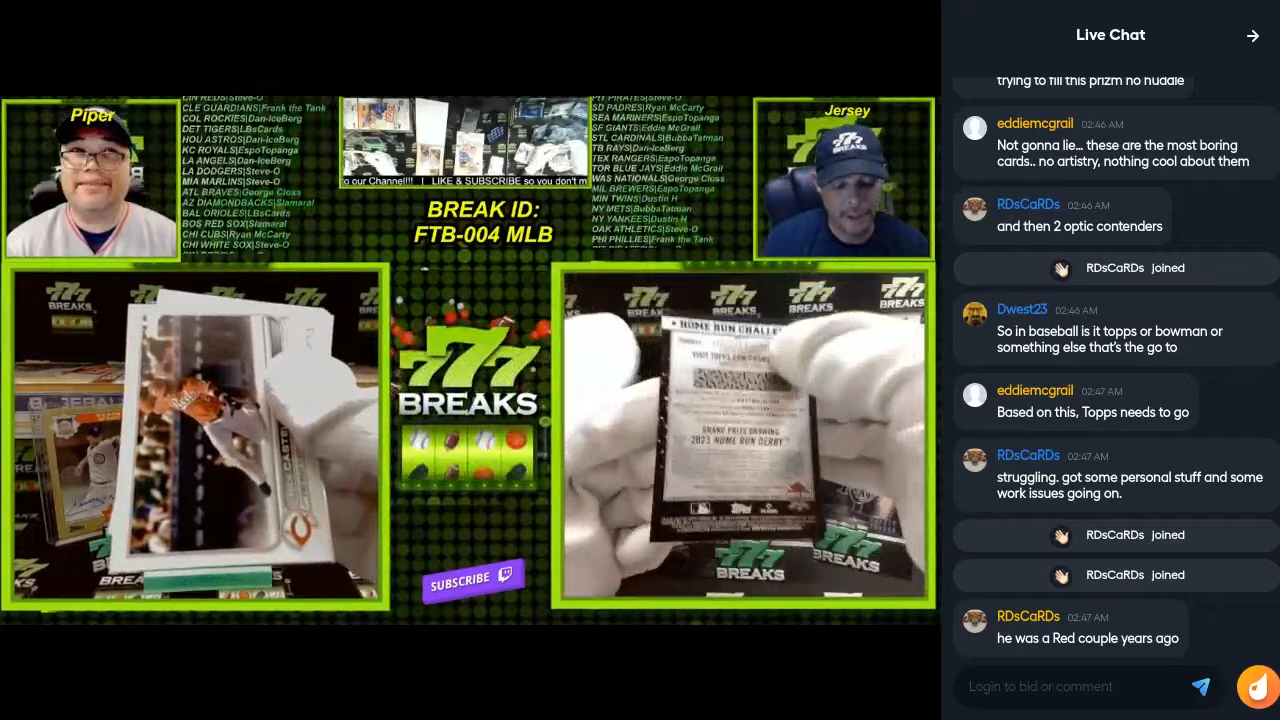 Piper
CLE GUARDIANS|Frank the Tank
COL ROCKIES|Dan-IceBerg
DET TIGERS|LBsCards
HOU ASTROS|Dan-IceBerg
KC ROYALS|EspoTopanga
LA ANGELS|Dan-IceBerg
LA DODGERS|Steve-O
MIA MARLINS|Steve-O
ATL BRAVES|George Closs
AZ DIAMONDBACKS|Slamaral
BAL ORIOLES|LBsCards
BOS RED SOX|Slamaral
CHI CUBS|Ryan McCarty
CHI WHITE SOX|Steve-O
o our Channel!!! | LIKE & SUBSCRIBE so you don't m
BREAK ID:
FTB-004 MLB
PIT PIRATES|Steve-O
SD PADRES|Ryan McCarty
SEA MARINERS|EspoTopanga
SF GIANTS|Eddie McGrail
STL CARDINALS|BubbaTatman
TB RAYS|Dan-IceBerg
TEX RANGERS|EspoTopanga
TOR BLUE JAYS|Eddie McGrail
WAS NATIONALS|George Closs
MIL BREWERS|EspoTopanga
MIN TWINS|Dustin H
NY METS|BubbaTatman
NY YANKEES|Dustin H
OAK ATHLETICS|Steve-O
PHI PHILLIES|Frank the Tank
Jersey
777
BREAKS
777
BREAKS
SUBSCRIBE
HOME RUN CHALLE
GRAND PRIZE DRAWING
2023 HOME RUN DERBY
777
BREAKS
BREAKS
Live Chat
trying to fill this prizm no huddle
eddiemcgrail 02:46 AM
Not gonna lie... these are the most boring
cards.. no artistry, nothing cool about them
RDsCaRDs 02:46 AM
and then 2 optic contenders
RDsCaRDs joined
Dwest23 02:46 AM
So in baseball is it topps or bowman or
something else that's the go to
eddiemcgrail 02:47 AM
Based on this, Topps needs to go
RDsCaRDs 02:47 AM
struggling. got some personal stuff and some
work issues going on.
RDsCaRDs joined
RDsCaRDs joined
RDsCaRDs 02:47 AM
he was a Red couple years ago
Login to bid or comment